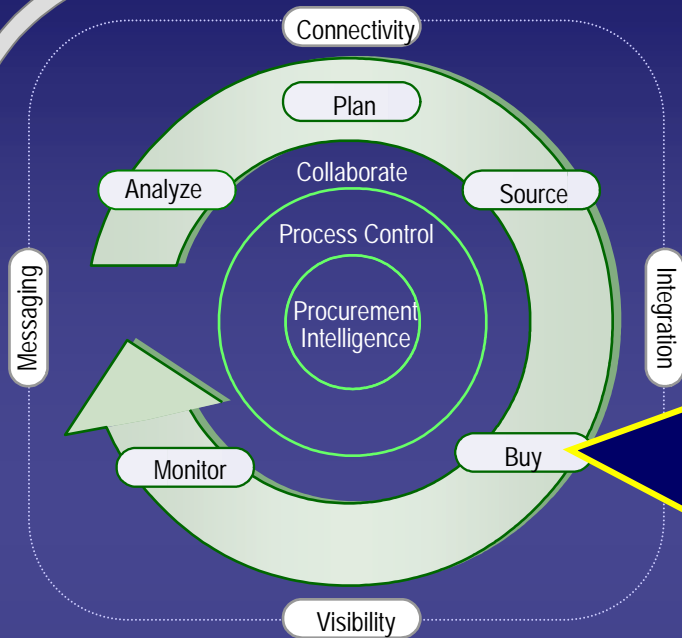 Connectivity
Plan
Analyze
Collaborate
Source
Process Control
Messaging
Integration
Procurement
Intelligence
Buy
Monitor
Visibility